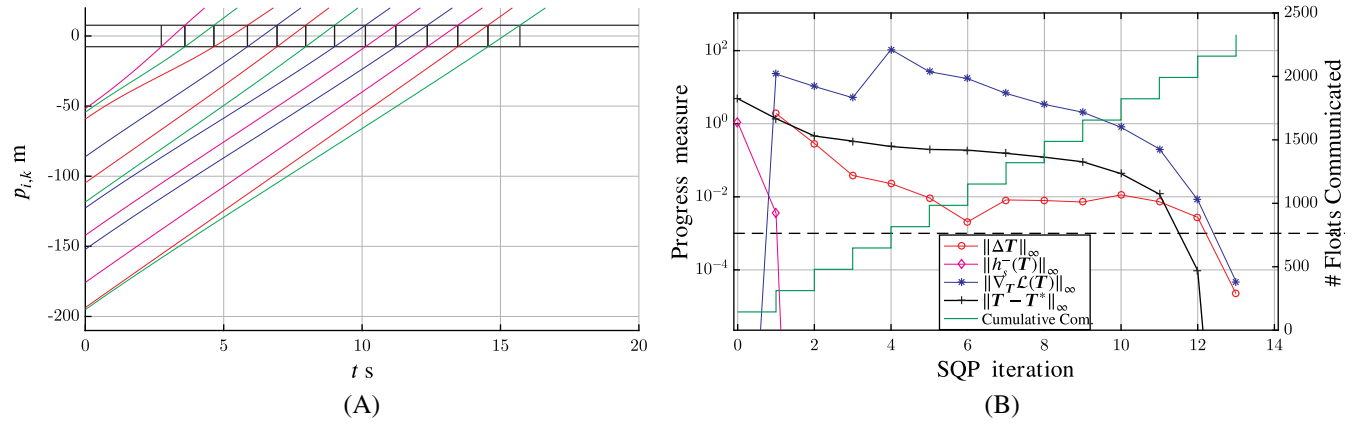 0
-50
-100
-150
-200
0 5 10 15 20
p_{i,k} m
t s
(A)
10^2
10^0
10^{-2}
10^{-4}
2500
2000
1500
1000
500
0
0 2 4 6 8 10 12 14
Progress measure
# Floats Communicated
‖ΔT‖_∞
‖h_s^-(T)‖_∞
‖∇_T L(T)‖_∞
‖T − T*‖_∞
Cumulative Com.
SQP iteration
(B)